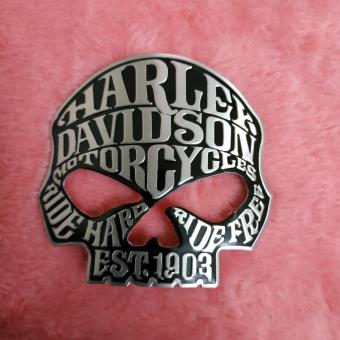 HARLEY
DAVIDSON
MOTORCYCLES
RIDE HARD RIDE FREE
EST. 1903